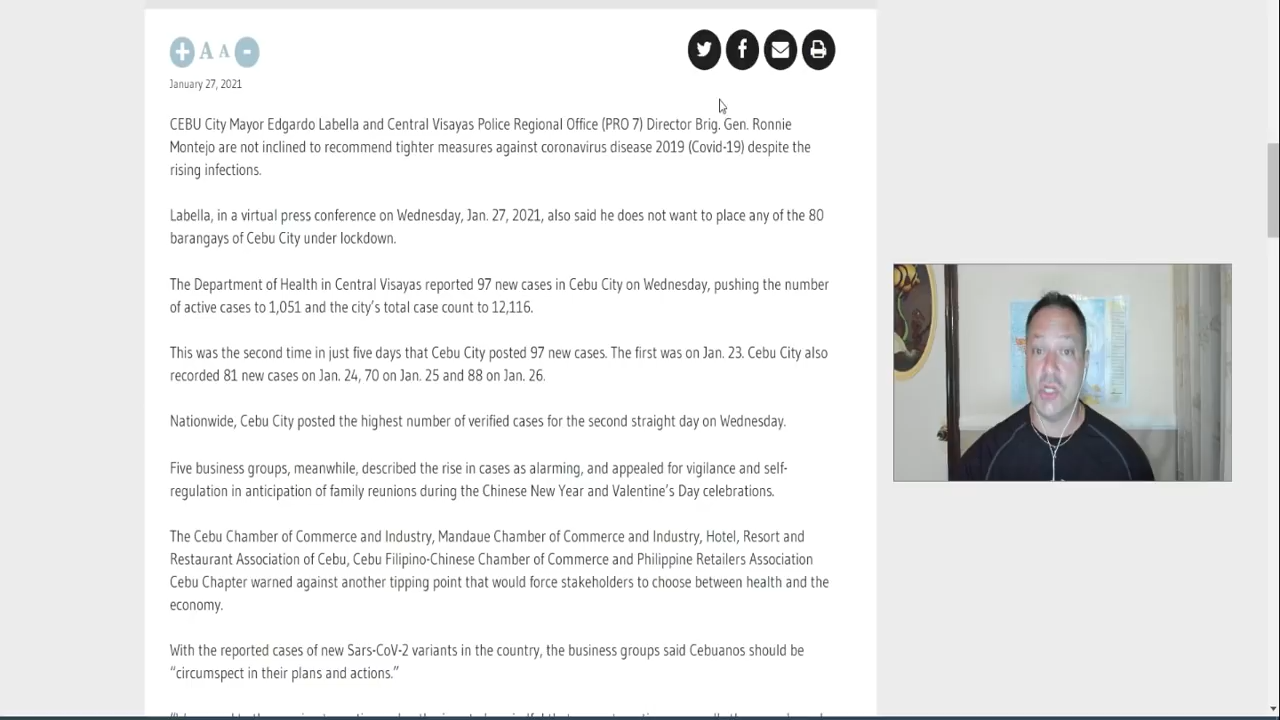 + A A -
January 27, 2021
CEBU City Mayor Edgardo Labella and Central Visayas Police Regional Office (PRO 7) Director Brig. Gen. Ronnie
Montejo are not inclined to recommend tighter measures against coronavirus disease 2019 (Covid-19) despite the
rising infections.
Labella, in a virtual press conference on Wednesday, Jan. 27, 2021, also said he does not want to place any of the 80
barangays of Cebu City under lockdown.
The Department of Health in Central Visayas reported 97 new cases in Cebu City on Wednesday, pushing the number
of active cases to 1,051 and the city's total case count to 12,116.
This was the second time in just five days that Cebu City posted 97 new cases. The first was on Jan. 23. Cebu City also
recorded 81 new cases on Jan. 24, 70 on Jan. 25 and 88 on Jan. 26.
Nationwide, Cebu City posted the highest number of verified cases for the second straight day on Wednesday.
Five business groups, meanwhile, described the rise in cases as alarming, and appealed for vigilance and self-
regulation in anticipation of family reunions during the Chinese New Year and Valentine's Day celebrations.
The Cebu Chamber of Commerce and Industry, Mandaue Chamber of Commerce and Industry, Hotel, Resort and
Restaurant Association of Cebu, Cebu Filipino-Chinese Chamber of Commerce and Philippine Retailers Association
Cebu Chapter warned against another tipping point that would force stakeholders to choose between health and the
economy.
With the reported cases of new Sars-CoV-2 variants in the country, the business groups said Cebuanos should be
“circumspect in their plans and actions.”